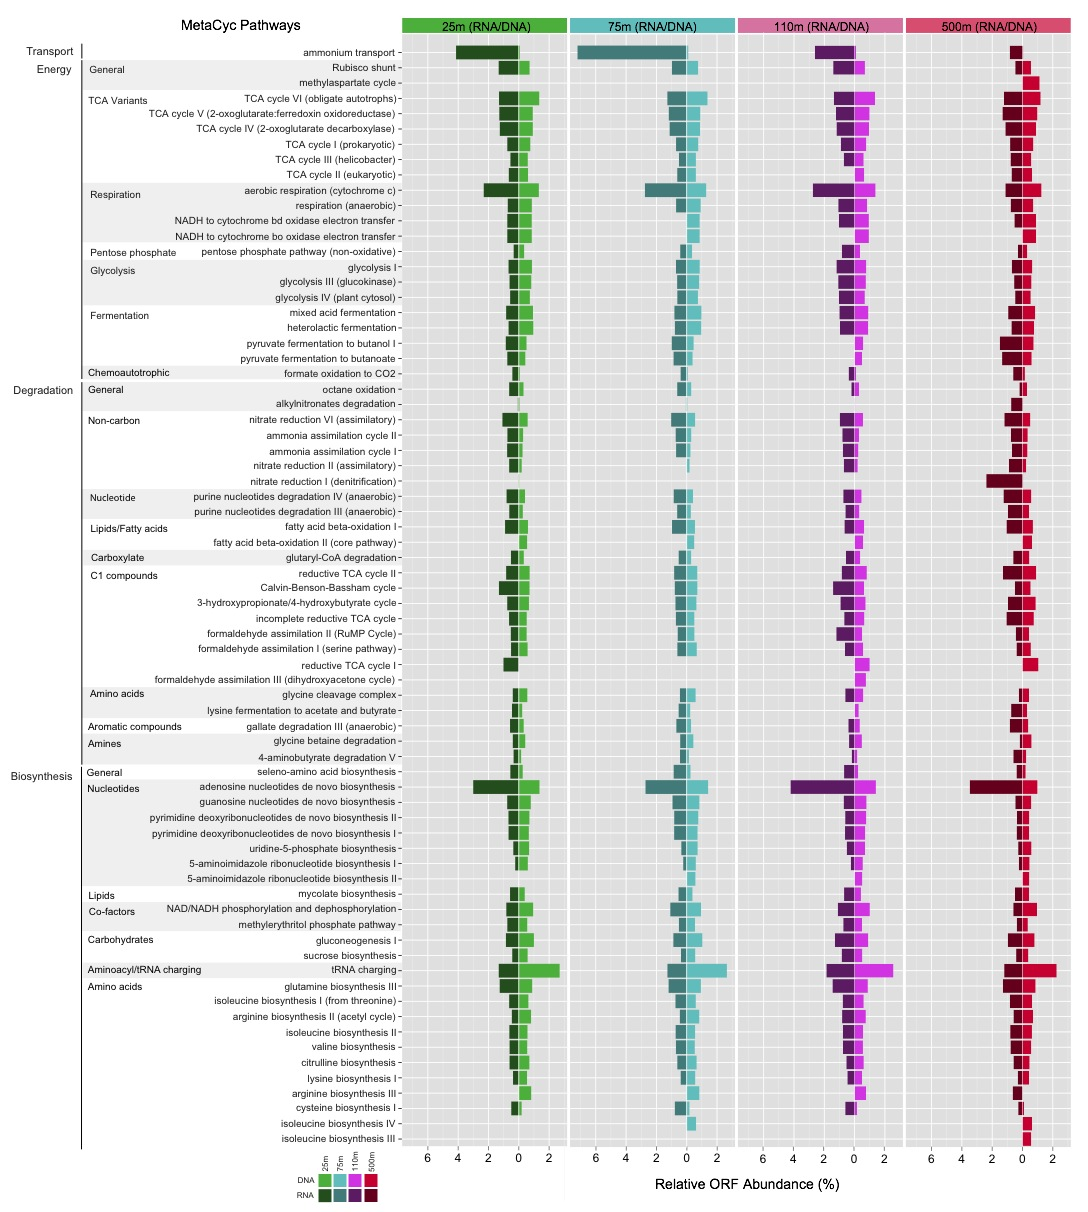 MetaCyc Pathways
25m (RNA/DNA) 75m (RNA/DNA) 110m (RNA/DNA) 500m (RNA/DNA)
Transport ammonium transport
Energy General Rubisco shunt
methylaspartate cycle
TCA Variants TCA cycle VI (obligate autotrophs)
TCA cycle V (2-oxoglutarate:ferredoxin oxidoreductase)
TCA cycle IV (2-oxoglutarate decarboxylase)
TCA cycle I (prokaryotic)
TCA cycle III (helicobacter)
TCA cycle II (eukaryotic)
Respiration aerobic respiration (cytochrome c)
respiration (anaerobic)
NADH to cytochrome bd oxidase electron transfer
NADH to cytochrome bo oxidase electron transfer
Pentose phosphate pentose phosphate pathway (non-oxidative)
Glycolysis glycolysis I
glycolysis III (glucokinase)
glycolysis IV (plant cytosol)
Fermentation mixed acid fermentation
heterolactic fermentation
pyruvate fermentation to butanol I
pyruvate fermentation to butanoate
Chemoautotrophic formate oxidation to CO2
Degradation General octane oxidation
alkylnitronates degradation
Non-carbon nitrate reduction VI (assimilatory)
ammonia assimilation cycle II
ammonia assimilation cycle I
nitrate reduction II (assimilatory)
nitrate reduction I (denitrification)
Nucleotide purine nucleotides degradation IV (anaerobic)
purine nucleotides degradation III (anaerobic)
Lipids/Fatty acids fatty acid beta-oxidation I
fatty acid beta-oxidation II (core pathway)
Carboxylate glutaryl-CoA degradation
C1 compounds reductive TCA cycle II
Calvin-Benson-Bassham cycle
3-hydroxypropionate/4-hydroxybutyrate cycle
incomplete reductive TCA cycle
formaldehyde assimilation II (RuMP Cycle)
formaldehyde assimilation I (serine pathway)
reductive TCA cycle I
formaldehyde assimilation III (dihydroxyacetone cycle)
Amino acids glycine cleavage complex
lysine fermentation to acetate and butyrate
Aromatic compounds gallate degradation III (anaerobic)
Amines glycine betaine degradation
4-aminobutyrate degradation V
Biosynthesis General seleno-amino acid biosynthesis
Nucleotides adenosine nucleotides de novo biosynthesis
guanosine nucleotides de novo biosynthesis
pyrimidine deoxyribonucleotides de novo biosynthesis II
pyrimidine deoxyribonucleotides de novo biosynthesis I
uridine-5-phosphate biosynthesis
5-aminoimidazole ribonucleotide biosynthesis I
5-aminoimidazole ribonucleotide biosynthesis II
Lipids mycolate biosynthesis
Co-factors NAD/NADH phosphorylation and dephosphorylation
methylerythritol phosphate pathway
Carbohydrates gluconeogenesis I
sucrose biosynthesis
Aminoacyl/tRNA charging tRNA charging
Amino acids glutamine biosynthesis III
isoleucine biosynthesis I (from threonine)
arginine biosynthesis II (acetyl cycle)
isoleucine biosynthesis II
valine biosynthesis
citrulline biosynthesis
lysine biosynthesis I
arginine biosynthesis III
cysteine biosynthesis I
isoleucine biosynthesis IV
isoleucine biosynthesis III
6 4 2 0 2 6 4 2 0 2 6 4 2 0 2 6 4 2 0 2
25m 75m 110m 500m
DNA
RNA
Relative ORF Abundance (%)